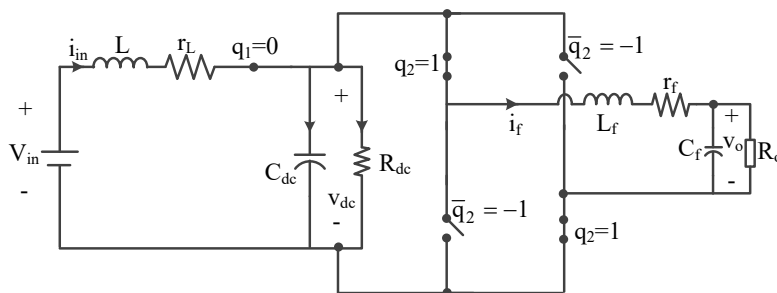 i_in L r_L q₁=0
q₂=1
q̄₂ = −1
r_f
+
V_in
-
+
v_dc
-
C_dc
R_dc
i_f
L_f
C_f
+
v_o
-
q̄₂ = −1
q₂=1